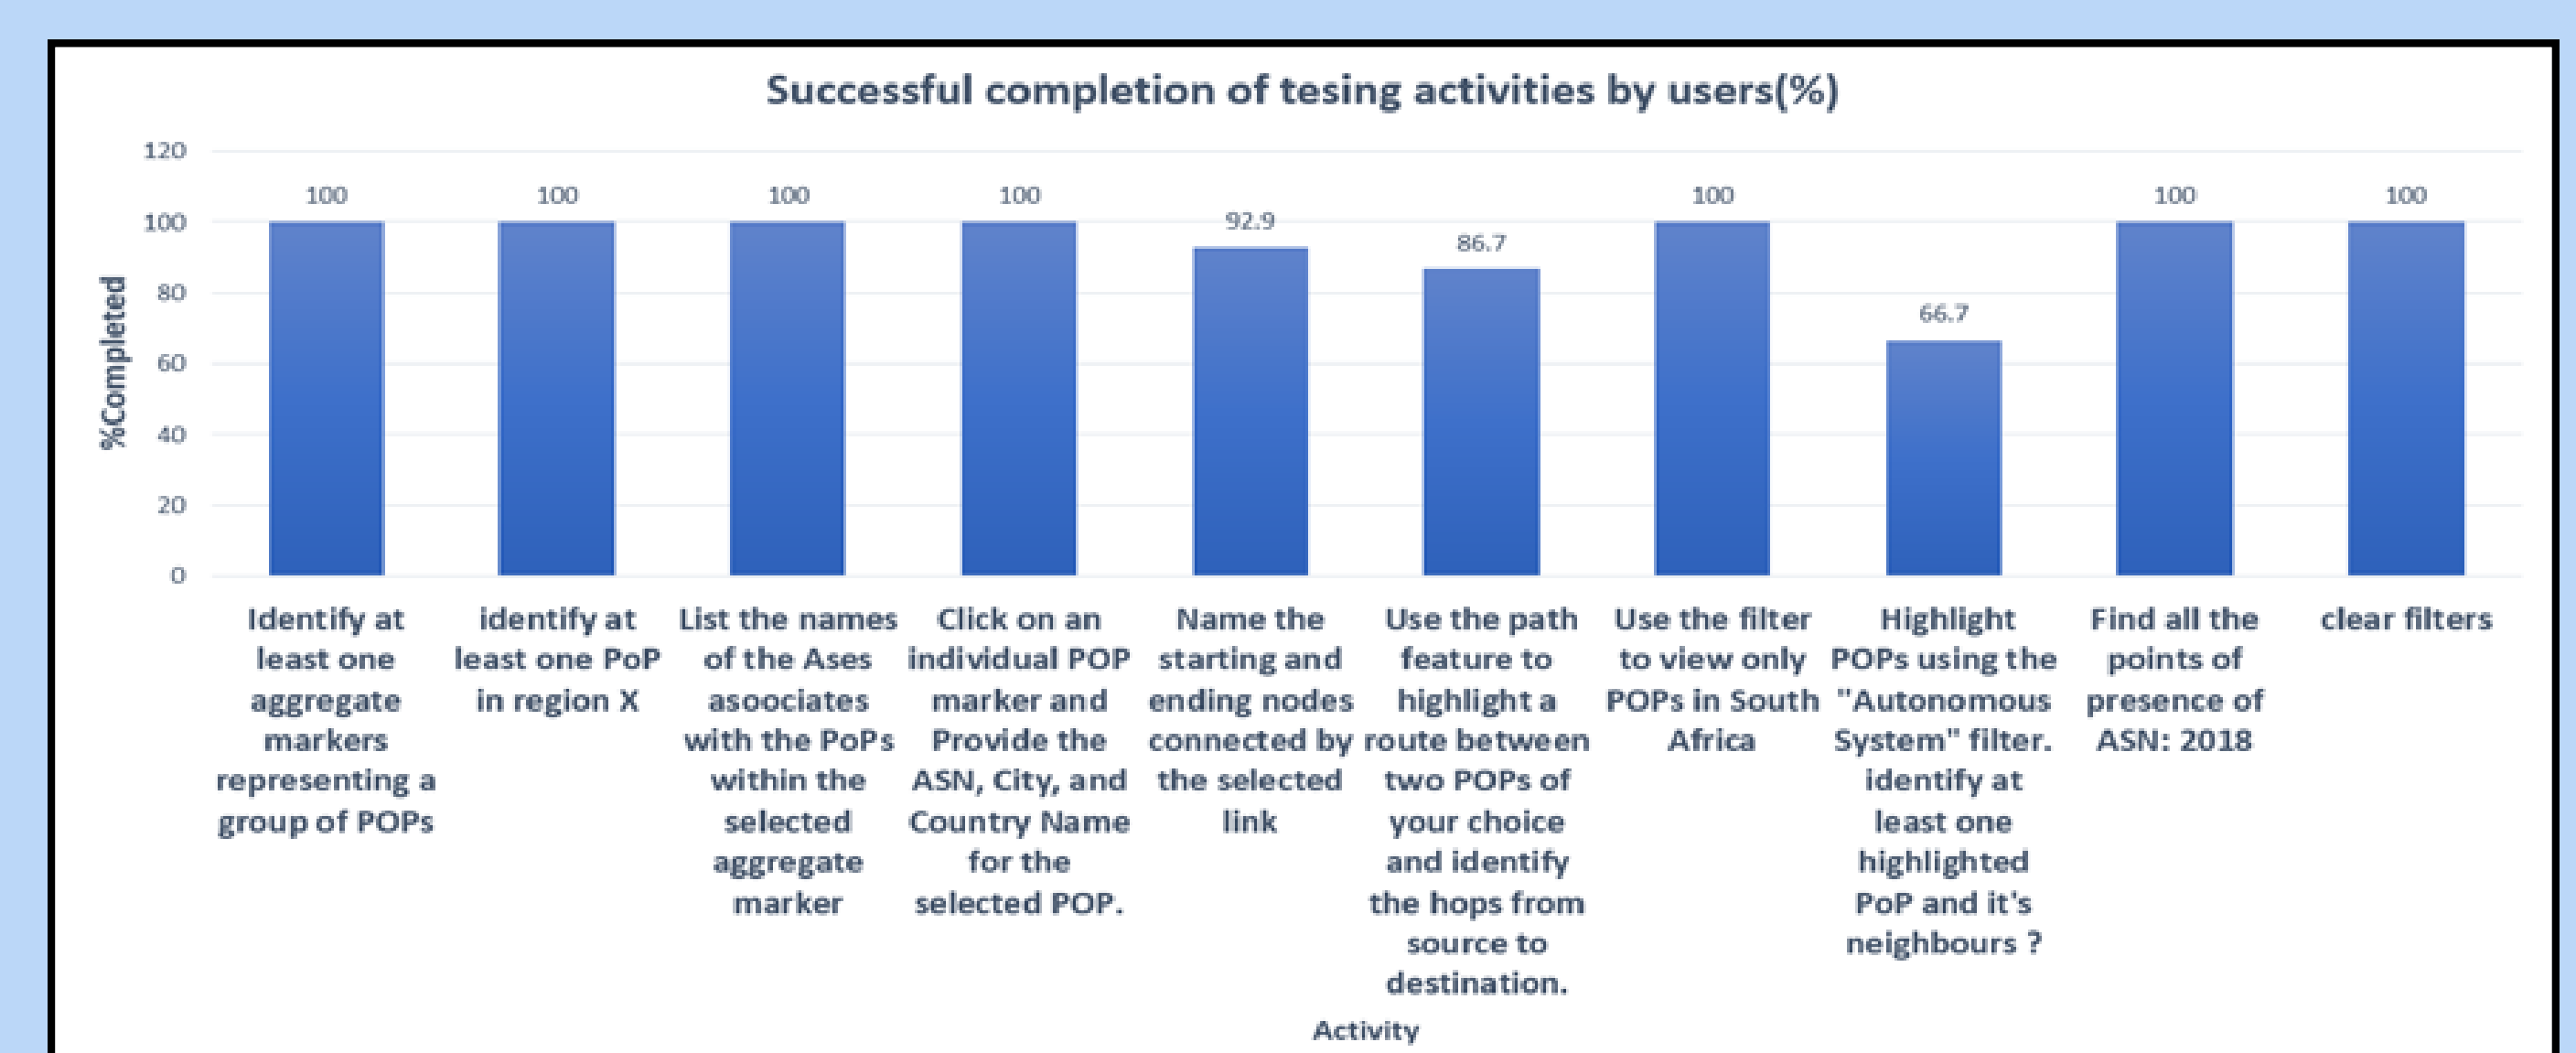 Successful completion of tesing activities by users(%)
120
100
80
60
40
20
0
%Completed
100
100
100
100
92.9
86.7
100
66.7
100
100
Identify at
least one
aggregate
markers
representing a
group of POPs
identify at
least one PoP
in region X
List the names
of the Ases
asoociates
with the PoPs
within the
selected
aggregate
marker
Click on an
individual POP
marker and
Provide the
ASN, City, and
Country Name
for the
selected POP.
Name the
starting and
ending nodes
connected by
the selected
link
Use the path
feature to
highlight a
route between
two POPs of
your choice
and identify
the hops from
source to
destination.
Use the filter
to view only
POPs in South
Africa
Highlight
POPs using the
"Autonomous
System" filter.
identify at
least one
highlighted
PoP and it's
neighbours ?
Find all the
points of
presence of
ASN: 2018
clear filters
Activity